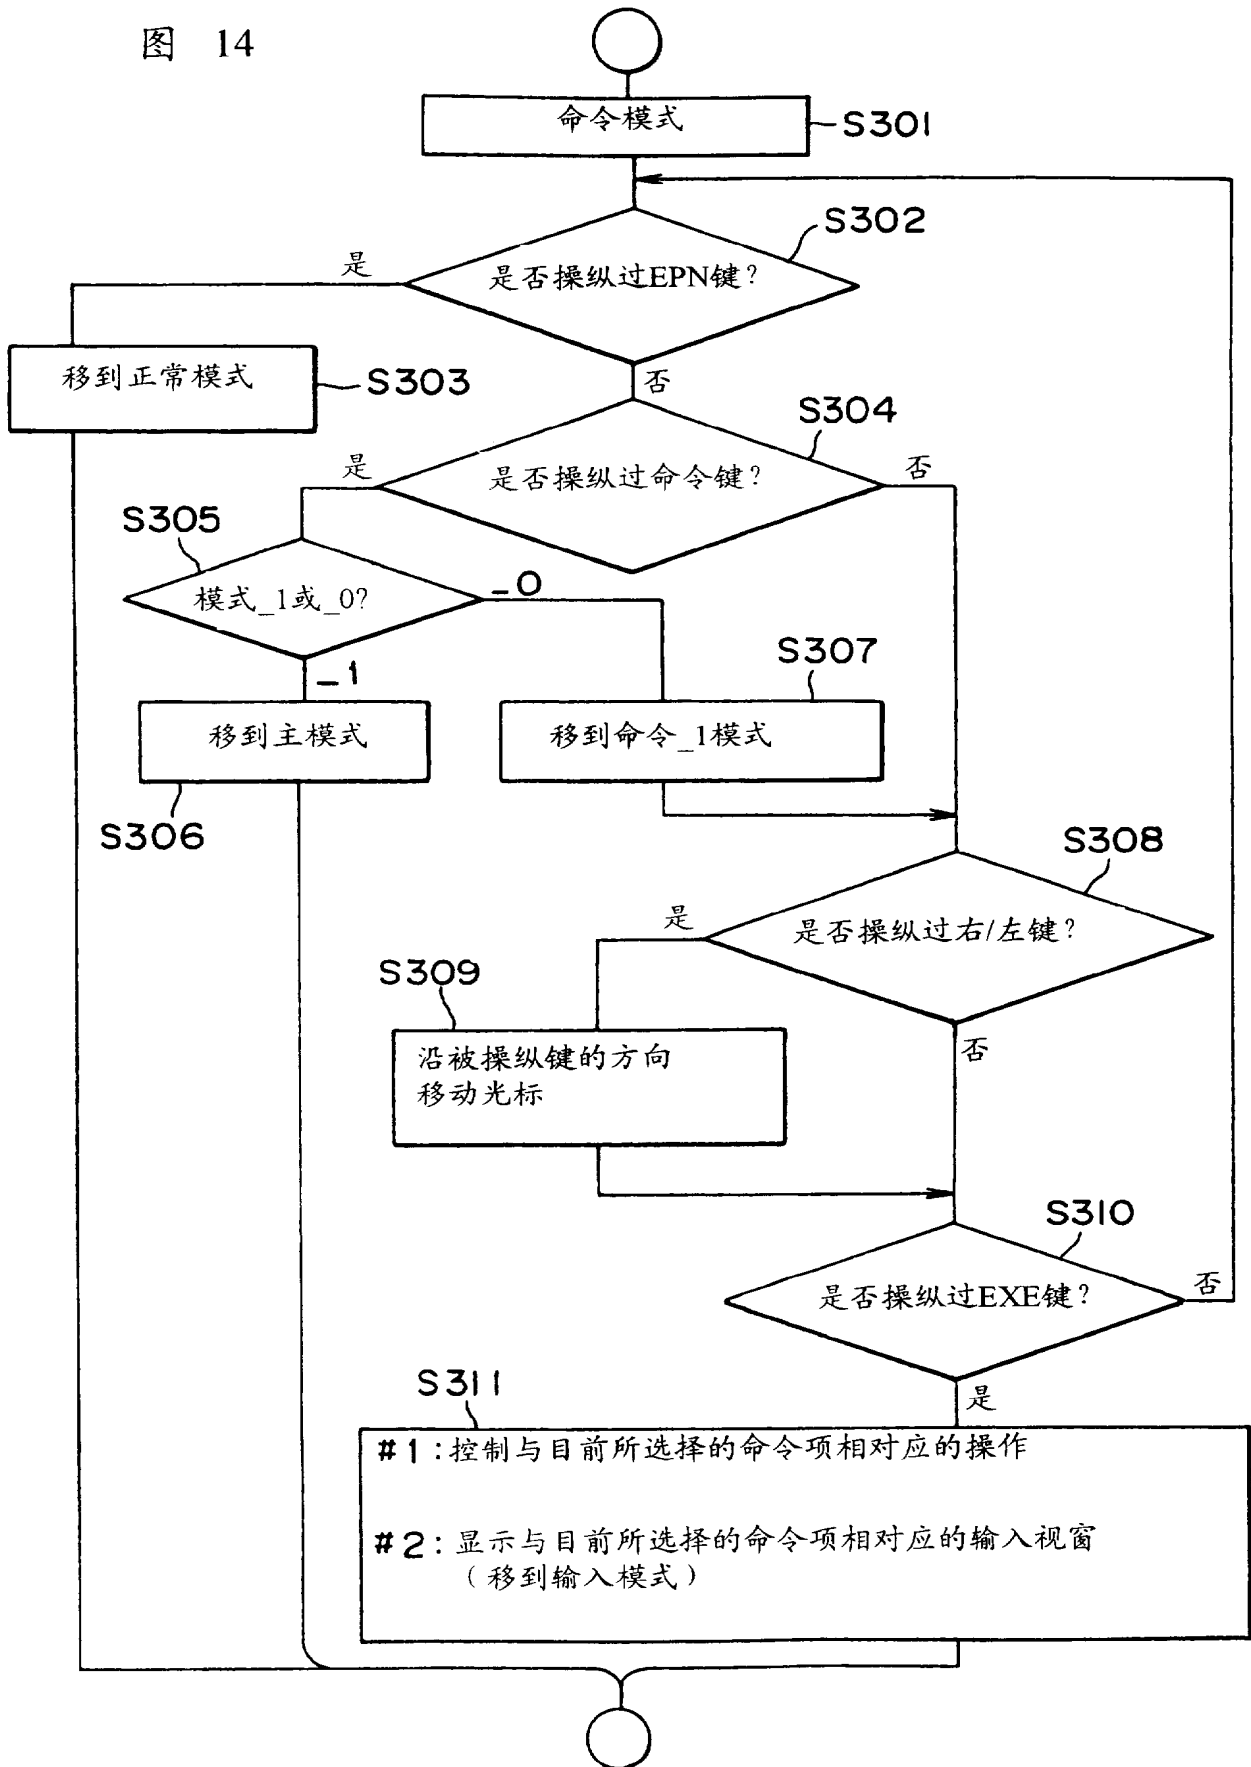 图 14
命令模式
S301
S302
是
是否操纵过EPN键?
移到正常模式
S303
否
S304
是
是否操纵过命令键?
否
S305
模式_1或_0?
_0
_1
S307
移到主模式
移到命令_1模式
S306
S308
是
是否操纵过右/左键?
S309
否
沿被操纵键的方向
移动光标
S310
是否操纵过EXE键?
否
S311
是
#1:控制与目前所选择的命令项相对应的操作
#2:显示与目前所选择的命令项相对应的输入视窗
(移到输入模式)